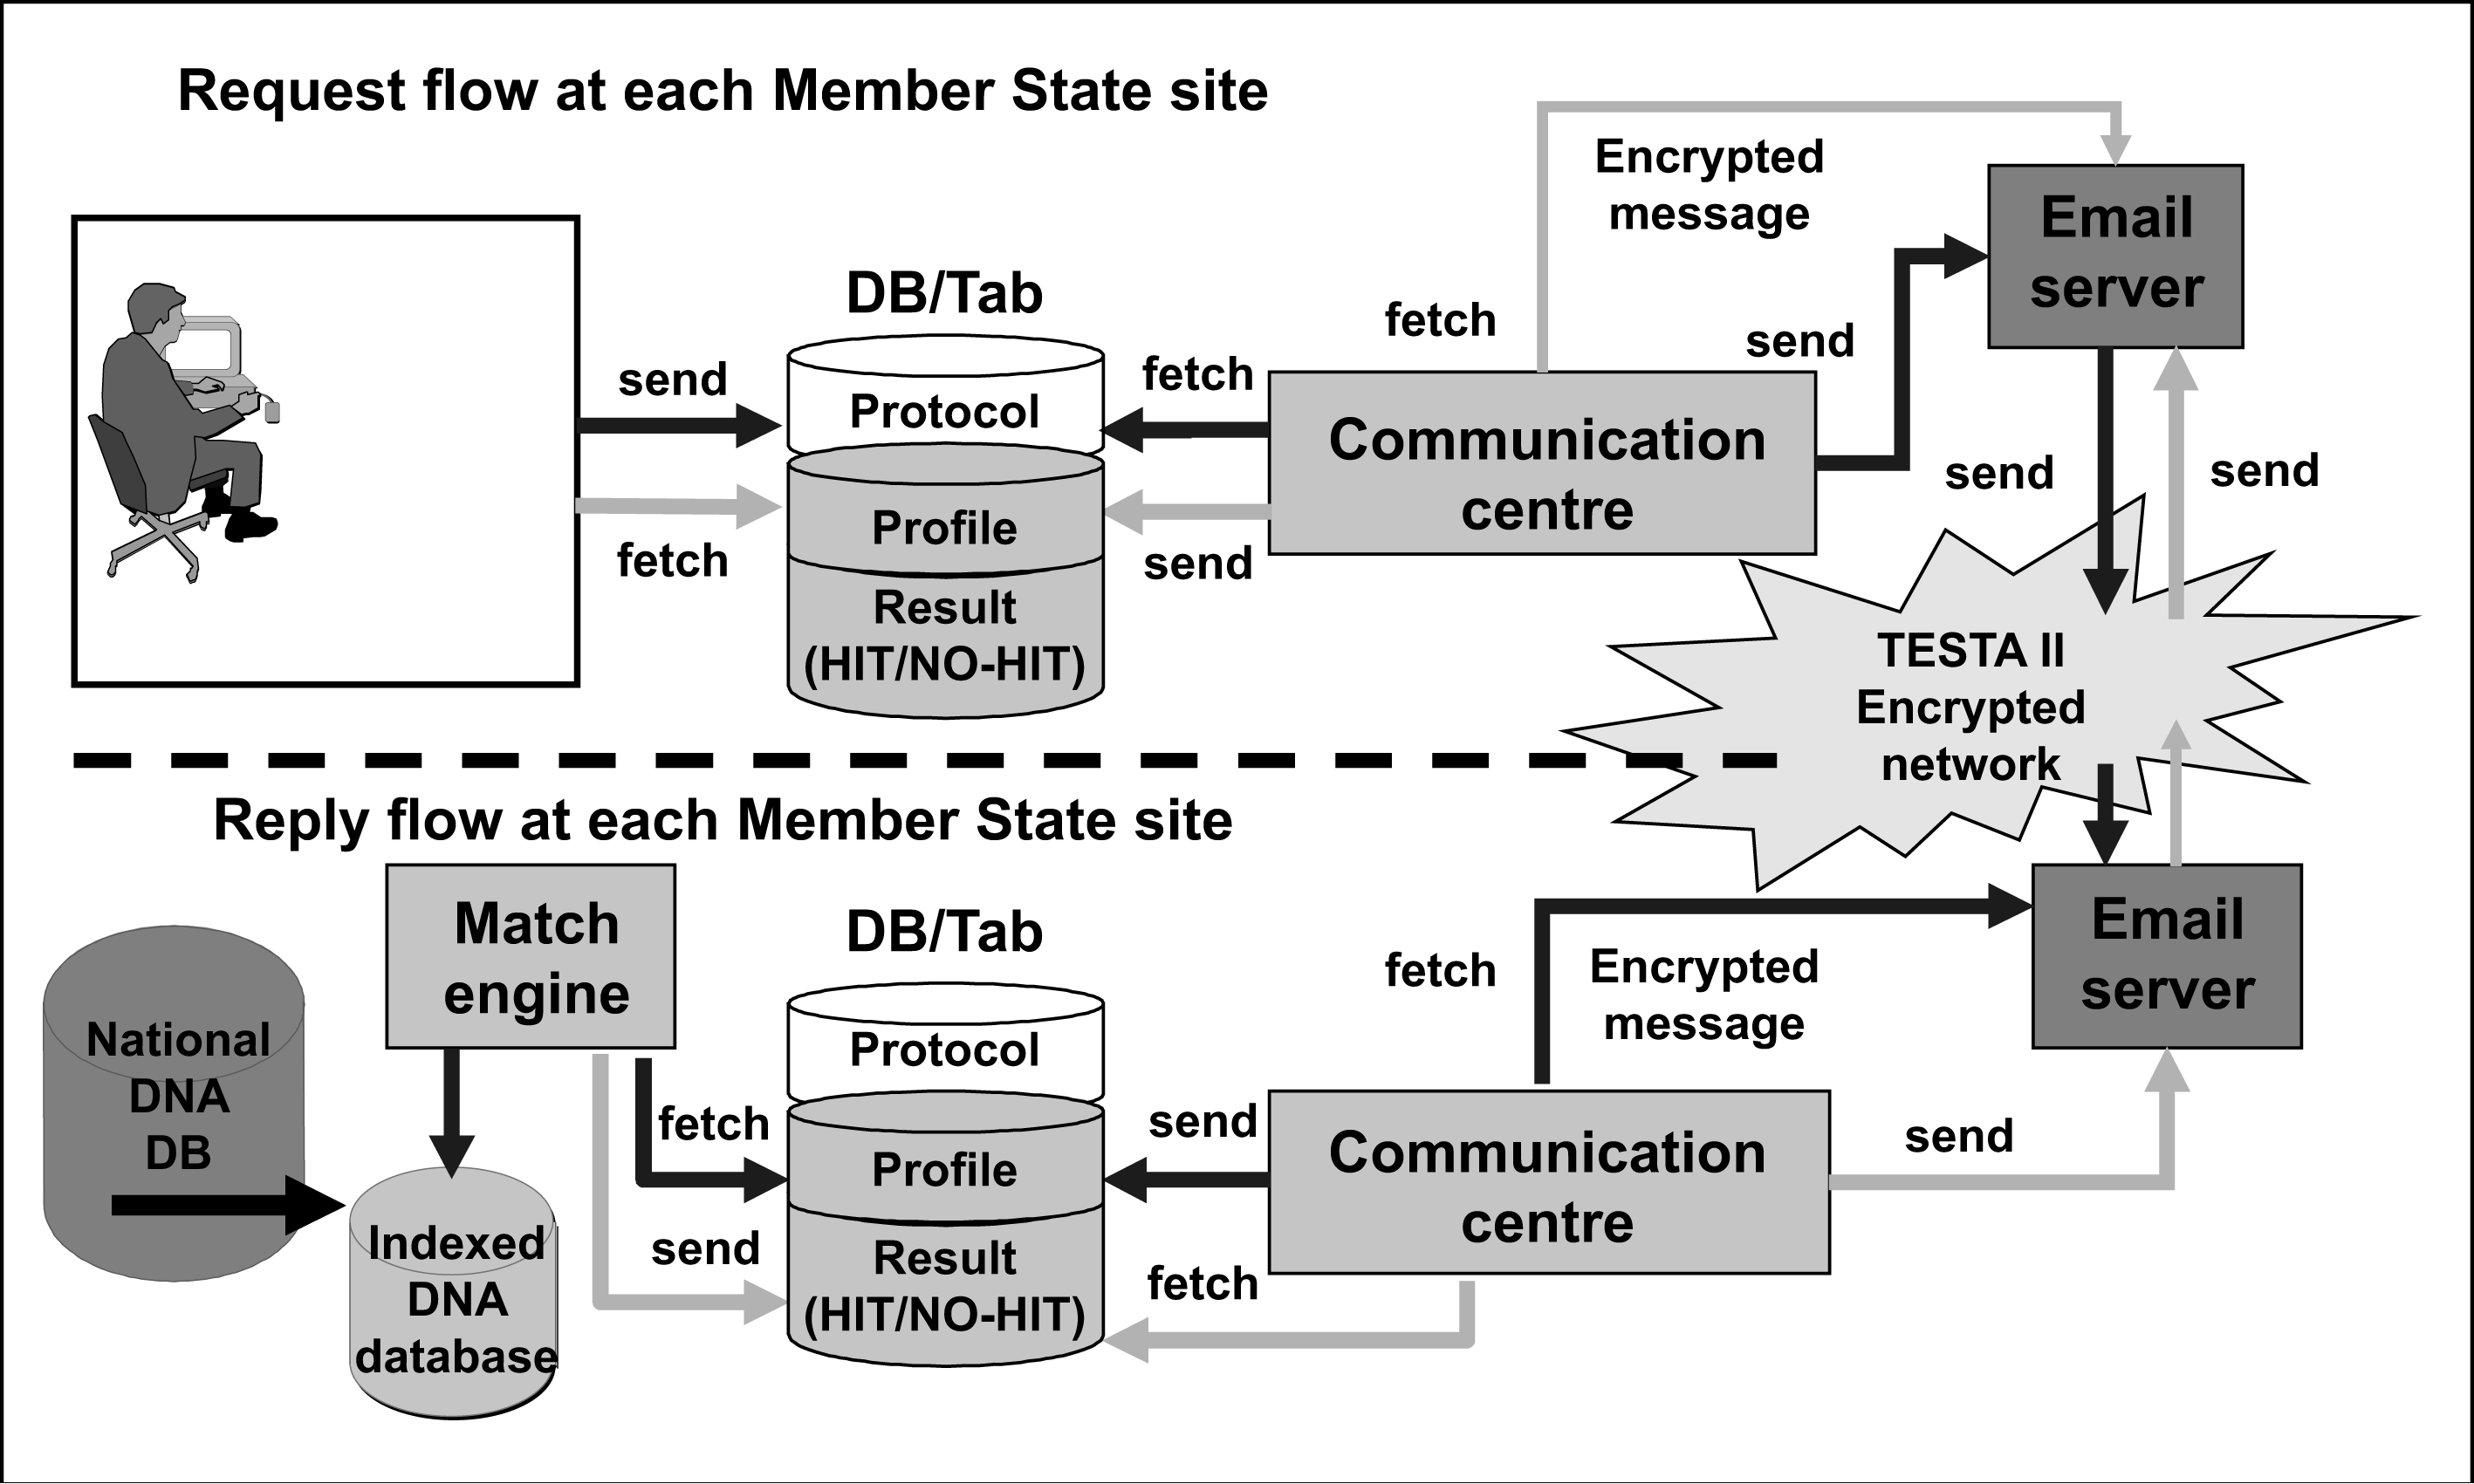 Request flow at each Member State site
Encrypted
message
Email
server
DB/Tab
fetch
send
send
fetch
Protocol
Communication
centre
send
send
Profile
fetch
send
Result
(HIT/NO-HIT)
TESTA II
Encrypted
network
Reply flow at each Member State site
Match
engine
DB/Tab
Email
server
fetch
Encrypted
message
National
DNA
DB
Protocol
fetch
send
send
Profile
Communication
centre
Indexed
DNA
database
send
Result
(HIT/NO-HIT)
fetch